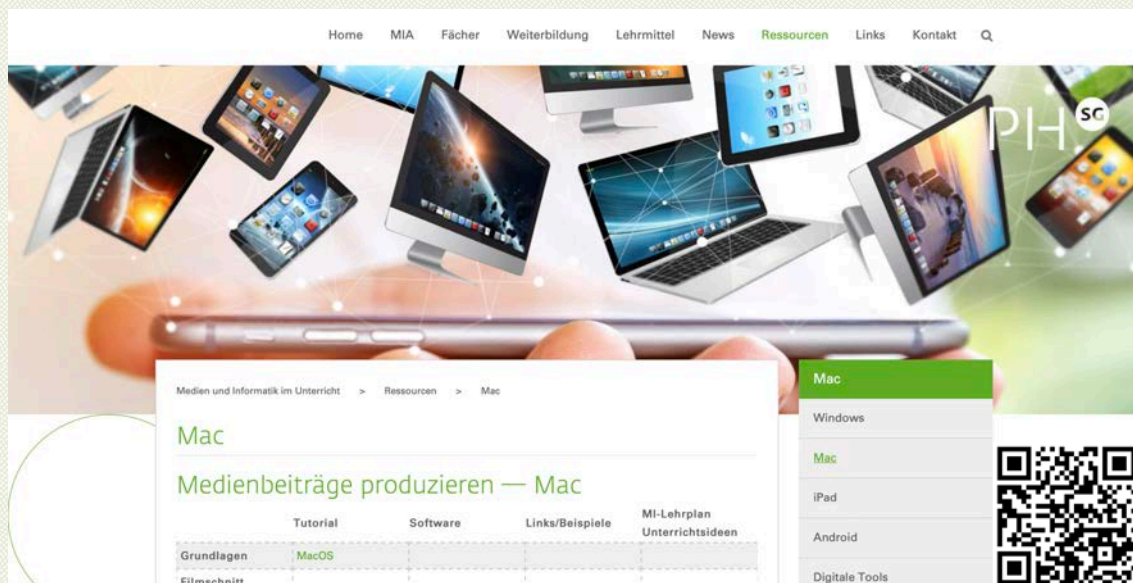 Home MIA Fächer Weiterbildung Lehrmittel News Ressourcen Links Kontakt
PH SG
Medien und Informatik im Unterricht > Ressourcen > Mac
Mac
Medienbeiträge produzieren — Mac
Tutorial Software Links/Beispiele MI-Lehrplan Unterrichtsideen
Grundlagen MacOS
Filmschnitt
Mac
Windows
Mac
iPad
Android
Digitale Tools